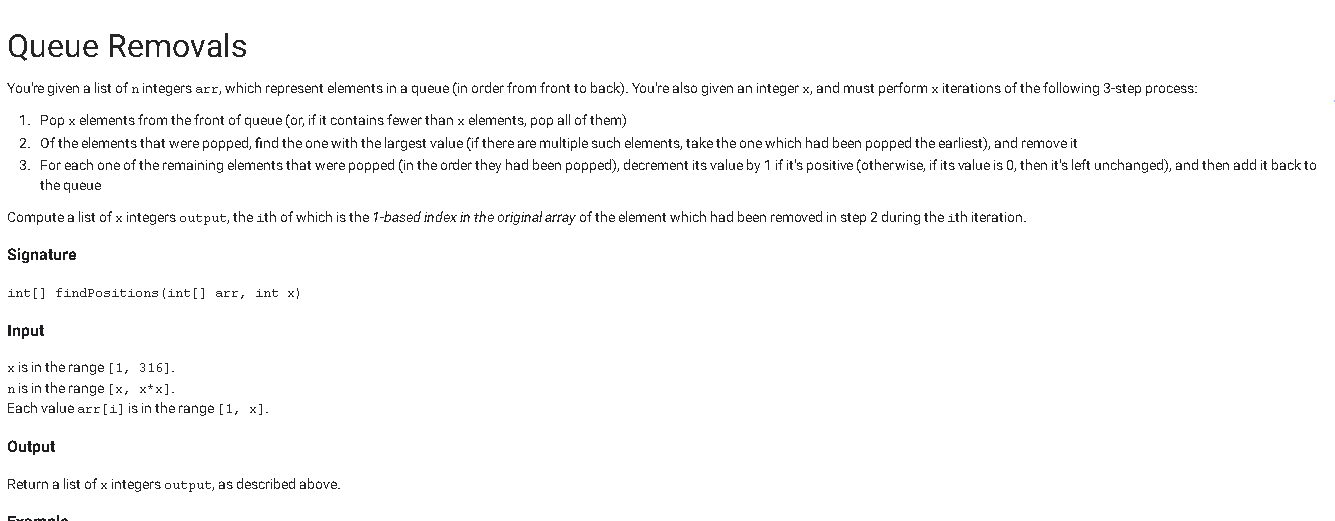 Queue Removals
You're given a list of n integers arr, which represent elements in a queue (in order from front to back). You're also given an integer x, and must perform x iterations of the following 3-step process:
1. Pop x elements from the front of queue (or, if it contains fewer than x elements, pop all of them)
2. Of the elements that were popped, find the one with the largest value (if there are multiple such elements, take the one which had been popped the earliest), and remove it
3. For each one of the remaining elements that were popped (in the order they had been popped), decrement its value by 1 if it's positive (otherwise, if its value is 0, then it's left unchanged), and then add it back to
the queue
Compute a list of x integers output, the ith of which is the 1-based index in the original array of the element which had been removed in step 2 during the ith iteration.
Signature
int[] findPositions(int[] arr, int x)
Input
x is in the range [1, 316].
n is in the range [x, x*x].
Each value arr[i] is in the range [1, x].
Output
Return a list of x integers output, as described above.
Example